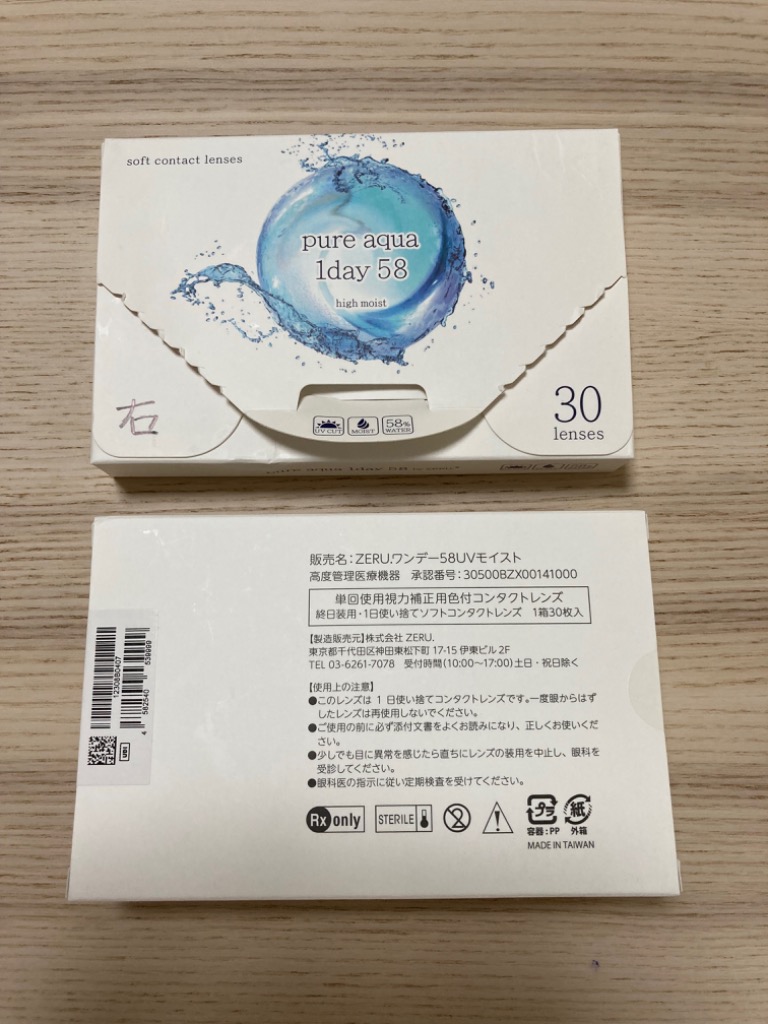 soft contact lenses
pure aqua
1day 58
high moist
右
UV CUT
MOIST
58%
WATER
30
lenses
pure aqua 1day 58
販売名：ZERU.ワンデー58UVモイスト
高度管理医療機器 承認番号：30500BZX00141000
単回使用視力補正用色付コンタクトレンズ
終日装用・1日使い捨てソフトコンタクトレンズ 1箱30枚入
【製造販売元】株式会社 ZERU.
東京都千代田区神田東松下町 17-15 伊東ビル 2F
TEL 03-6261-7078 受付時間(10:00〜17:00)土日・祝日除く
【使用上の注意】
●このレンズは 1 日使い捨てコンタクトレンズです。一度眼からはず
したレンズは再使用しないでください。
●ご使用の前に必ず添付文書をよくお読みになり、正しくお使いくだ
さい。
●少しでも目に異常を感じたら直ちにレンズの装用を中止し、眼科を
受診してください。
●眼科医の指示に従い定期検査を受けてください。
Rx only
STERILE
2
プラ
容器：PP
紙
外箱
MADE IN TAIWAN
12308B0407
4 582540 539999